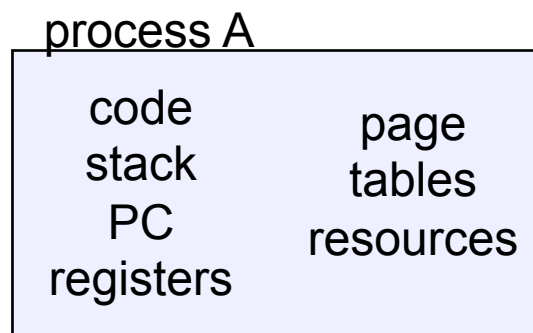 process A
code
stack
PC
registers
page
tables
resources